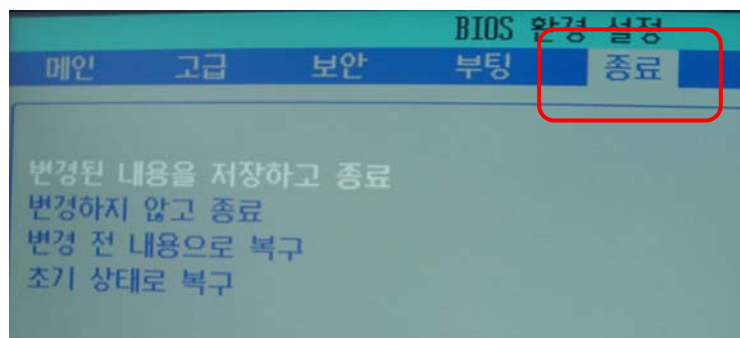 BIOS 환경 설정
메인 고급 보안 부팅 종료
변경된 내용을 저장하고 종료
변경하지 않고 종료
변경 전 내용으로 복구
초기 상태로 복구